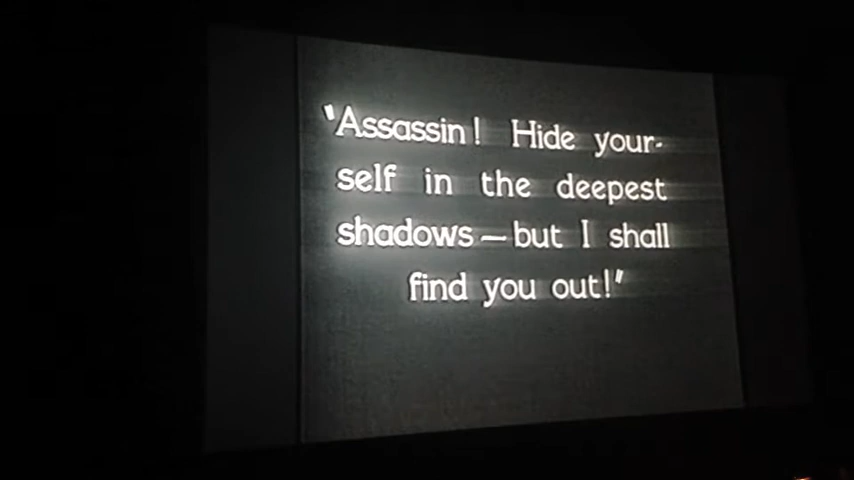 "Assassin! Hide your-
self in the deepest
shadows — but I shall
find you out!"